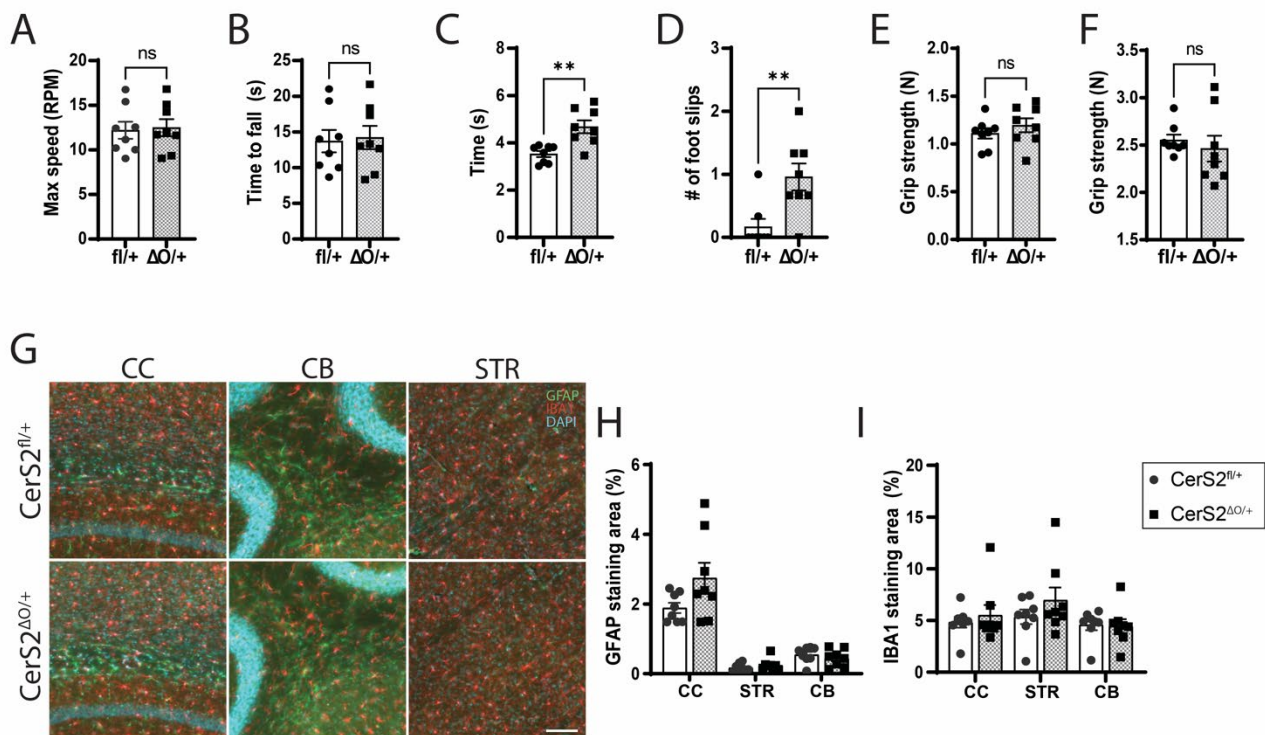 A
ns
Max speed (RPM)
20
15
10
5
0
fl/+ ΔO/+
B
ns
Time to fall (s)
25
20
15
10
5
0
fl/+ ΔO/+
C
**
Time (s)
8
6
4
2
0
fl/+ ΔO/+
D
**
# of foot slips
3
2
1
0
fl/+ ΔO/+
E
ns
Grip strength (N)
2.0
1.5
1.0
0.5
0.0
fl/+ ΔO/+
F
ns
Grip strength (N)
3.5
3.0
2.5
2.0
1.5
fl/+ ΔO/+
G
CC CB STR
GFAP
IBA1
DAPI
CerS2fl/+
CerS2ΔO/+
H
GFAP staining area (%)
6
4
2
0
CC STR CB
I
IBA1 staining area (%)
20
15
10
5
0
CC STR CB
CerS2fl/+
CerS2ΔO/+